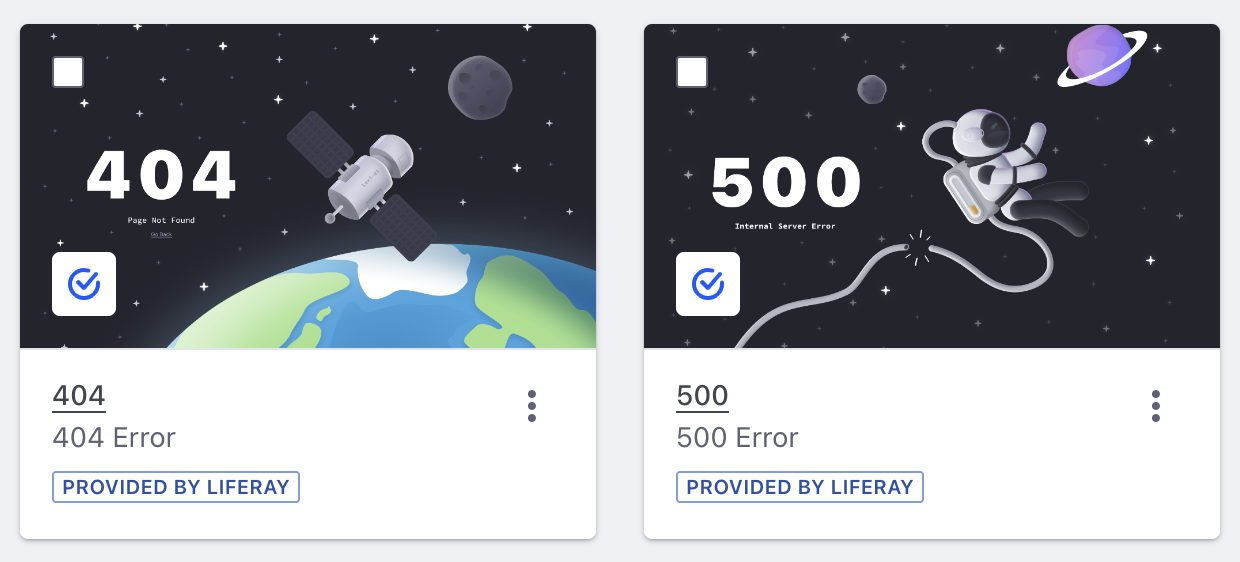 404
Page Not Found
Go Back
404
404 Error
PROVIDED BY LIFERAY
500
Internal Server Error
500
500 Error
PROVIDED BY LIFERAY